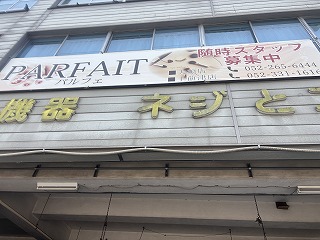 PARFAIT
パルフェ
随時スタッフ
募集中
052-265-6444
052-331-1616
機器 ネジと